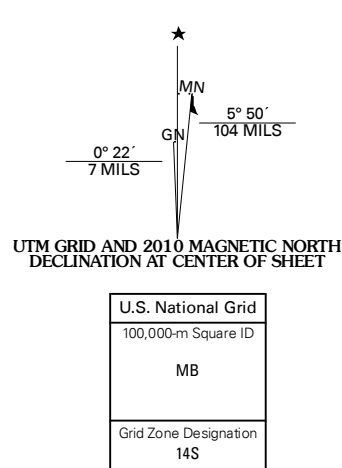 ★
MN
5° 50´
104 MILS
GN
0° 22´
7 MILS
UTM GRID AND 2010 MAGNETIC NORTH
DECLINATION AT CENTER OF SHEET
U.S. National Grid
100,000-m Square ID
MB
Grid Zone Designation
14S